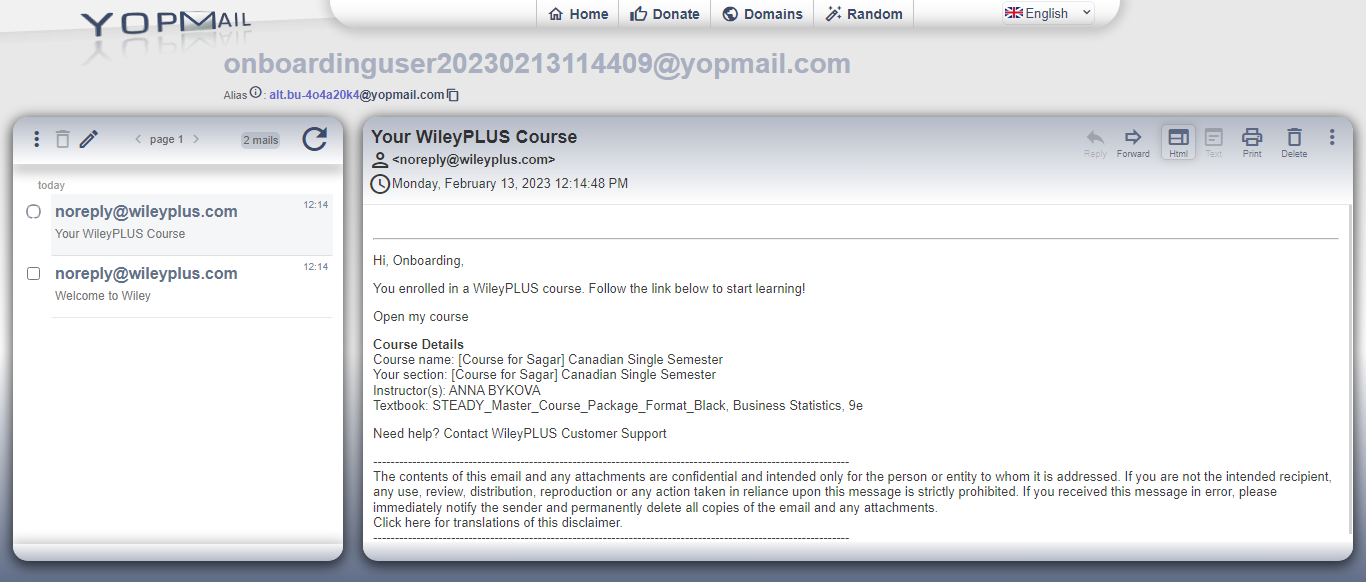 YOPMAIL
Home
Donate
Domains
Random
English
onboardinguser20230213114409@yopmail.com
Alias : alt.bu-4o4a20k4@yopmail.com
page 1
2 mails
today
noreply@wileyplus.com 12:14
Your WileyPLUS Course
noreply@wileyplus.com 12:14
Welcome to Wiley
Your WileyPLUS Course
<noreply@wileyplus.com>
Monday, February 13, 2023 12:14:48 PM
Reply
Forward
Html
Text
Print
Delete
Hi, Onboarding,
You enrolled in a WileyPLUS course. Follow the link below to start learning!
Open my course
Course Details
Course name: [Course for Sagar] Canadian Single Semester
Your section: [Course for Sagar] Canadian Single Semester
Instructor(s): ANNA BYKOVA
Textbook: STEADY_Master_Course_Package_Format_Black, Business Statistics, 9e
Need help? Contact WileyPLUS Customer Support
--------------------------------------------------------------------------------------------------------------
The contents of this email and any attachments are confidential and intended only for the person or entity to whom it is addressed. If you are not the intended recipient,
any use, review, distribution, reproduction or any action taken in reliance upon this message is strictly prohibited. If you received this message in error, please
immediately notify the sender and permanently delete all copies of the email and any attachments.
Click here for translations of this disclaimer.
--------------------------------------------------------------------------------------------------------------